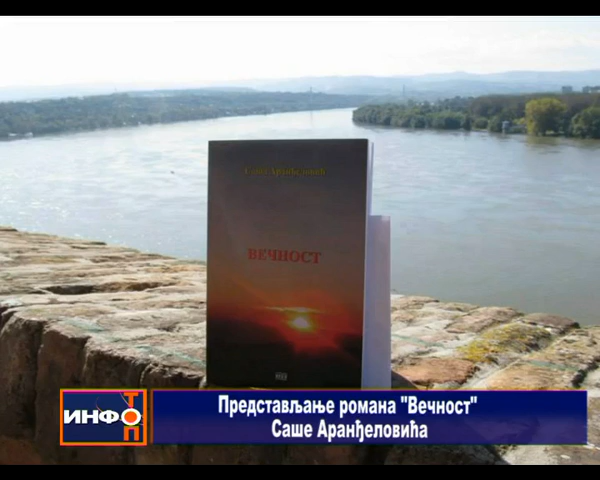 Саша Аранђеловић
ВЕЧНОСТ
ИНФО
ТОП
Представљање романа "Вечност"
Саше Аранђеловића